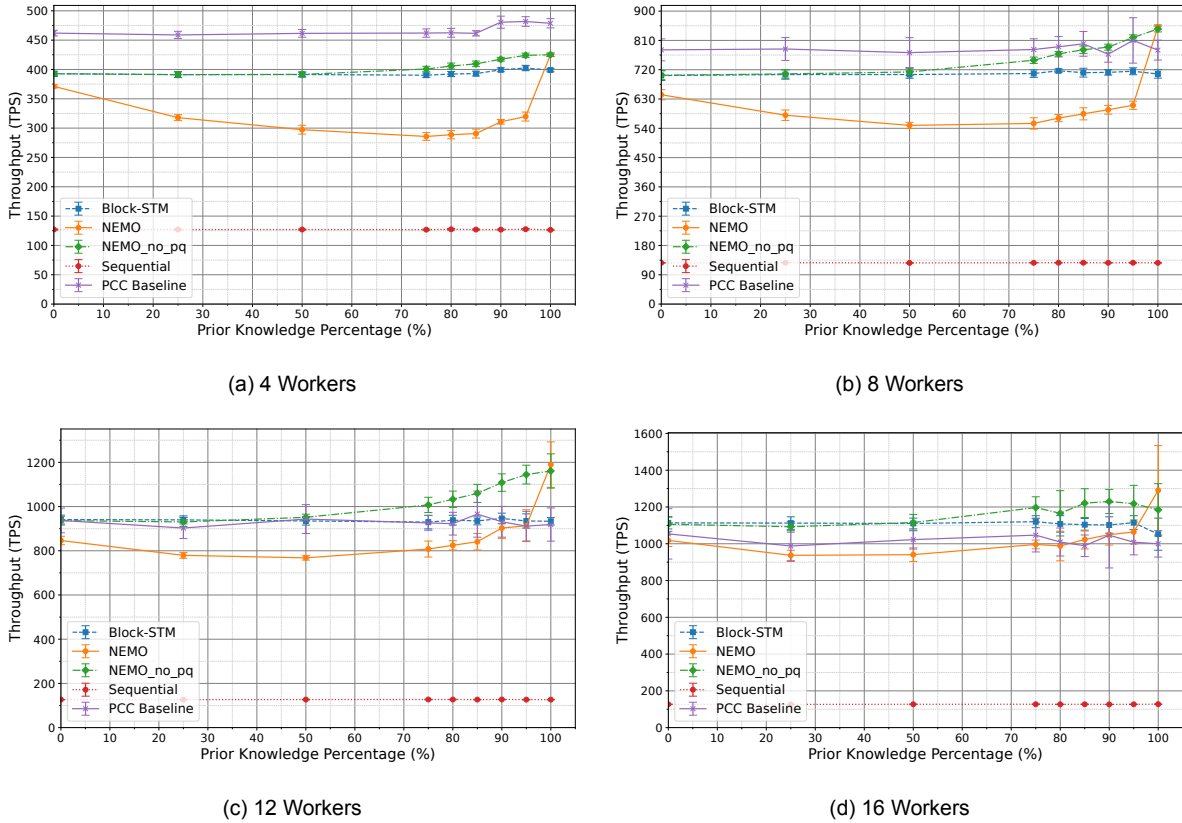 Throughput (TPS)
500
450
400
350
300
250
200
150
100
50
0
Block-STM
NEMO
NEMO_no_pq
Sequential
PCC Baseline
0 10 20 30 40 50 60 70 80 90 100
Prior Knowledge Percentage (%)
(a) 4 Workers
Throughput (TPS)
900
810
720
630
540
450
360
270
180
90
0
Block-STM
NEMO
NEMO_no_pq
Sequential
PCC Baseline
0 10 20 30 40 50 60 70 80 90 100
Prior Knowledge Percentage (%)
(b) 8 Workers
Throughput (TPS)
1200
1000
800
600
400
200
0
Block-STM
NEMO
NEMO_no_pq
Sequential
PCC Baseline
0 10 20 30 40 50 60 70 80 90 100
Prior Knowledge Percentage (%)
(c) 12 Workers
Throughput (TPS)
1600
1400
1200
1000
800
600
400
200
0
Block-STM
NEMO
NEMO_no_pq
Sequential
PCC Baseline
0 10 20 30 40 50 60 70 80 90 100
Prior Knowledge Percentage (%)
(d) 16 Workers